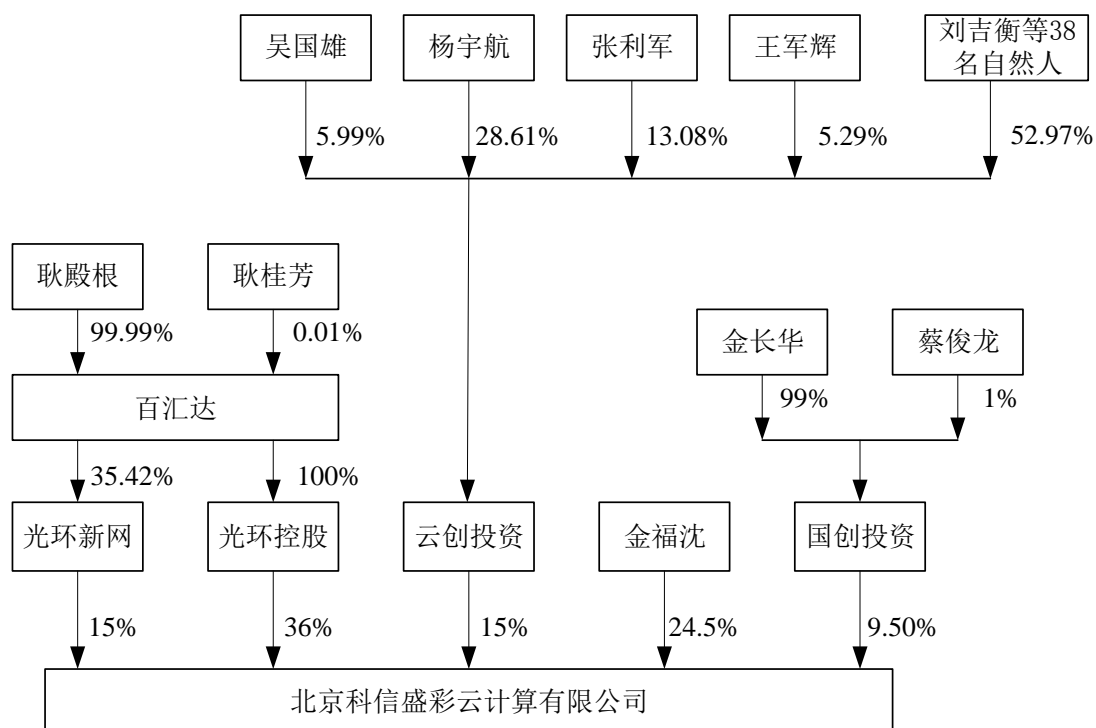 吴国雄
杨宇航
张利军
王军辉
刘吉衡等38
名自然人
5.99%
28.61%
13.08%
5.29%
52.97%
耿殿根
耿桂芳
99.99%
0.01%
金长华
蔡俊龙
百汇达
99%
1%
35.42%
100%
光环新网
光环控股
云创投资
金福沈
国创投资
15%
36%
15%
24.5%
9.50%
北京科信盛彩云计算有限公司